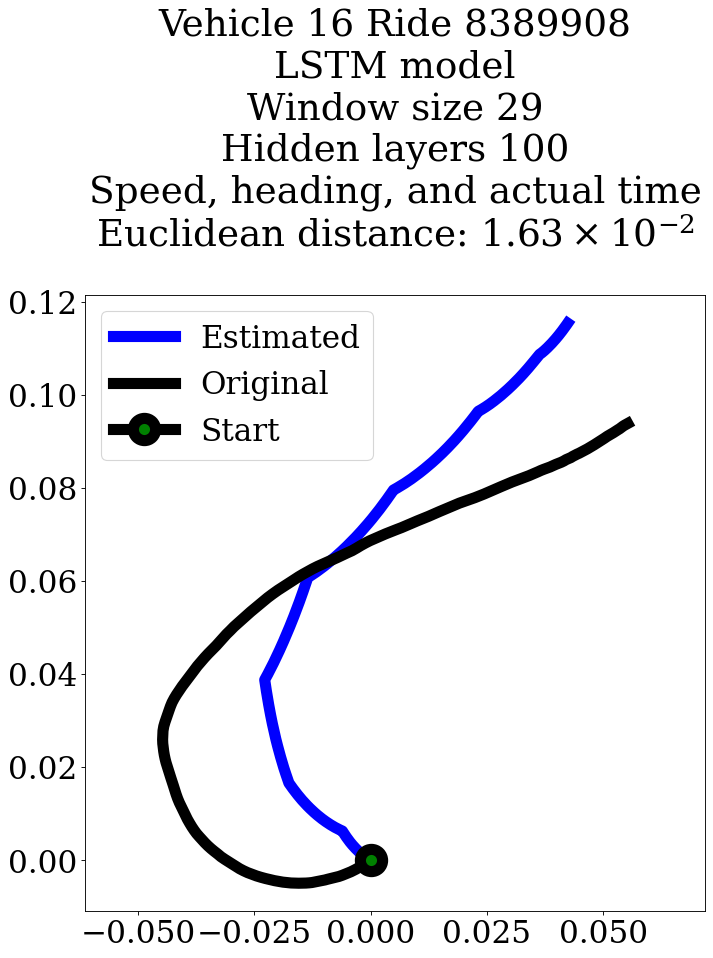 Vehicle 16 Ride 8389908
LSTM model
Window size 29
Hidden layers 100
Speed, heading, and actual time
Euclidean distance: 1.63 × 10⁻²
0.12
0.10
0.08
0.06
0.04
0.02
0.00
Estimated
Original
Start
−0.050 −0.025 0.000 0.025 0.050